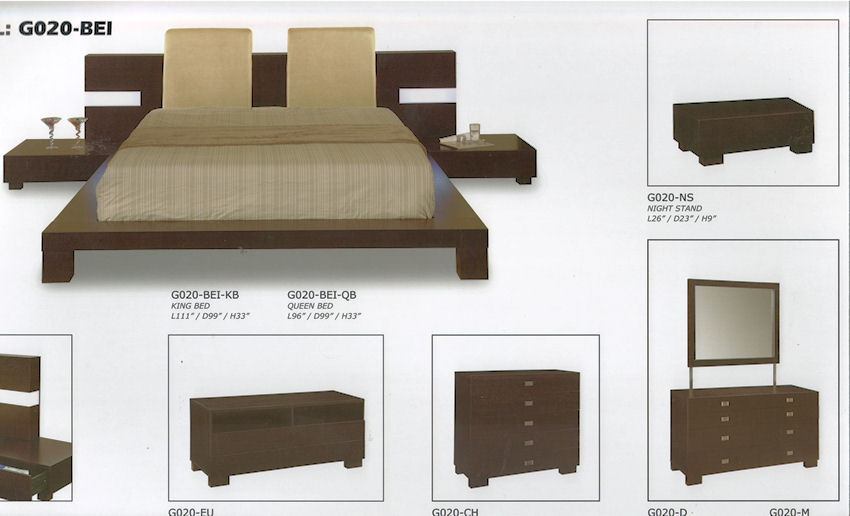 L: G020-BEI
G020-NS
NIGHT STAND
L26” / D23” / H9”
G020-BEI-KB
KING BED
L111” / D99” / H33”
G020-BEI-QB
QUEEN BED
L96” / D99” / H33”
G020-EU
G020-CH
G020-D
G020-M